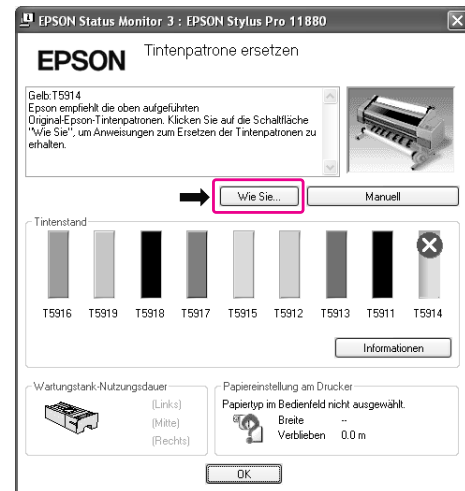 EPSON Status Monitor 3 : EPSON Stylus Pro 11880
EPSON
Tintenpatrone ersetzen
Gelb:T5914
Epson empfiehlt die oben aufgeführten
Original-Epson-Tintenpatronen. Klicken Sie auf die Schaltfläche
"Wie Sie", um Anweisungen zum Ersetzen der Tintenpatronen zu
erhalten.
Wie Sie... Manuell
Tintenstand
T5916 T5919 T5918 T5917 T5915 T5912 T5913 T5911 T5914
Informationen
Wartungstank-Nutzungsdauer
(Links)
(Mitte)
(Rechts)
Papiereinstellung am Drucker
Papiertyp im Bedienfeld nicht ausgewählt.
Breite --
Verblieben 0.0 m
OK